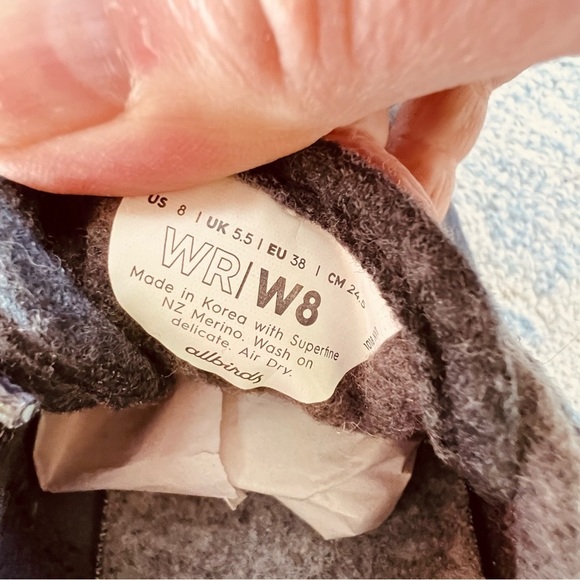 US 8 | UK 5.5 | EU 38 | CM 24.5
WR/W8
Made in Korea with Superfine
NZ Merino. Wash on
delicate. Air Dry.
allbirds